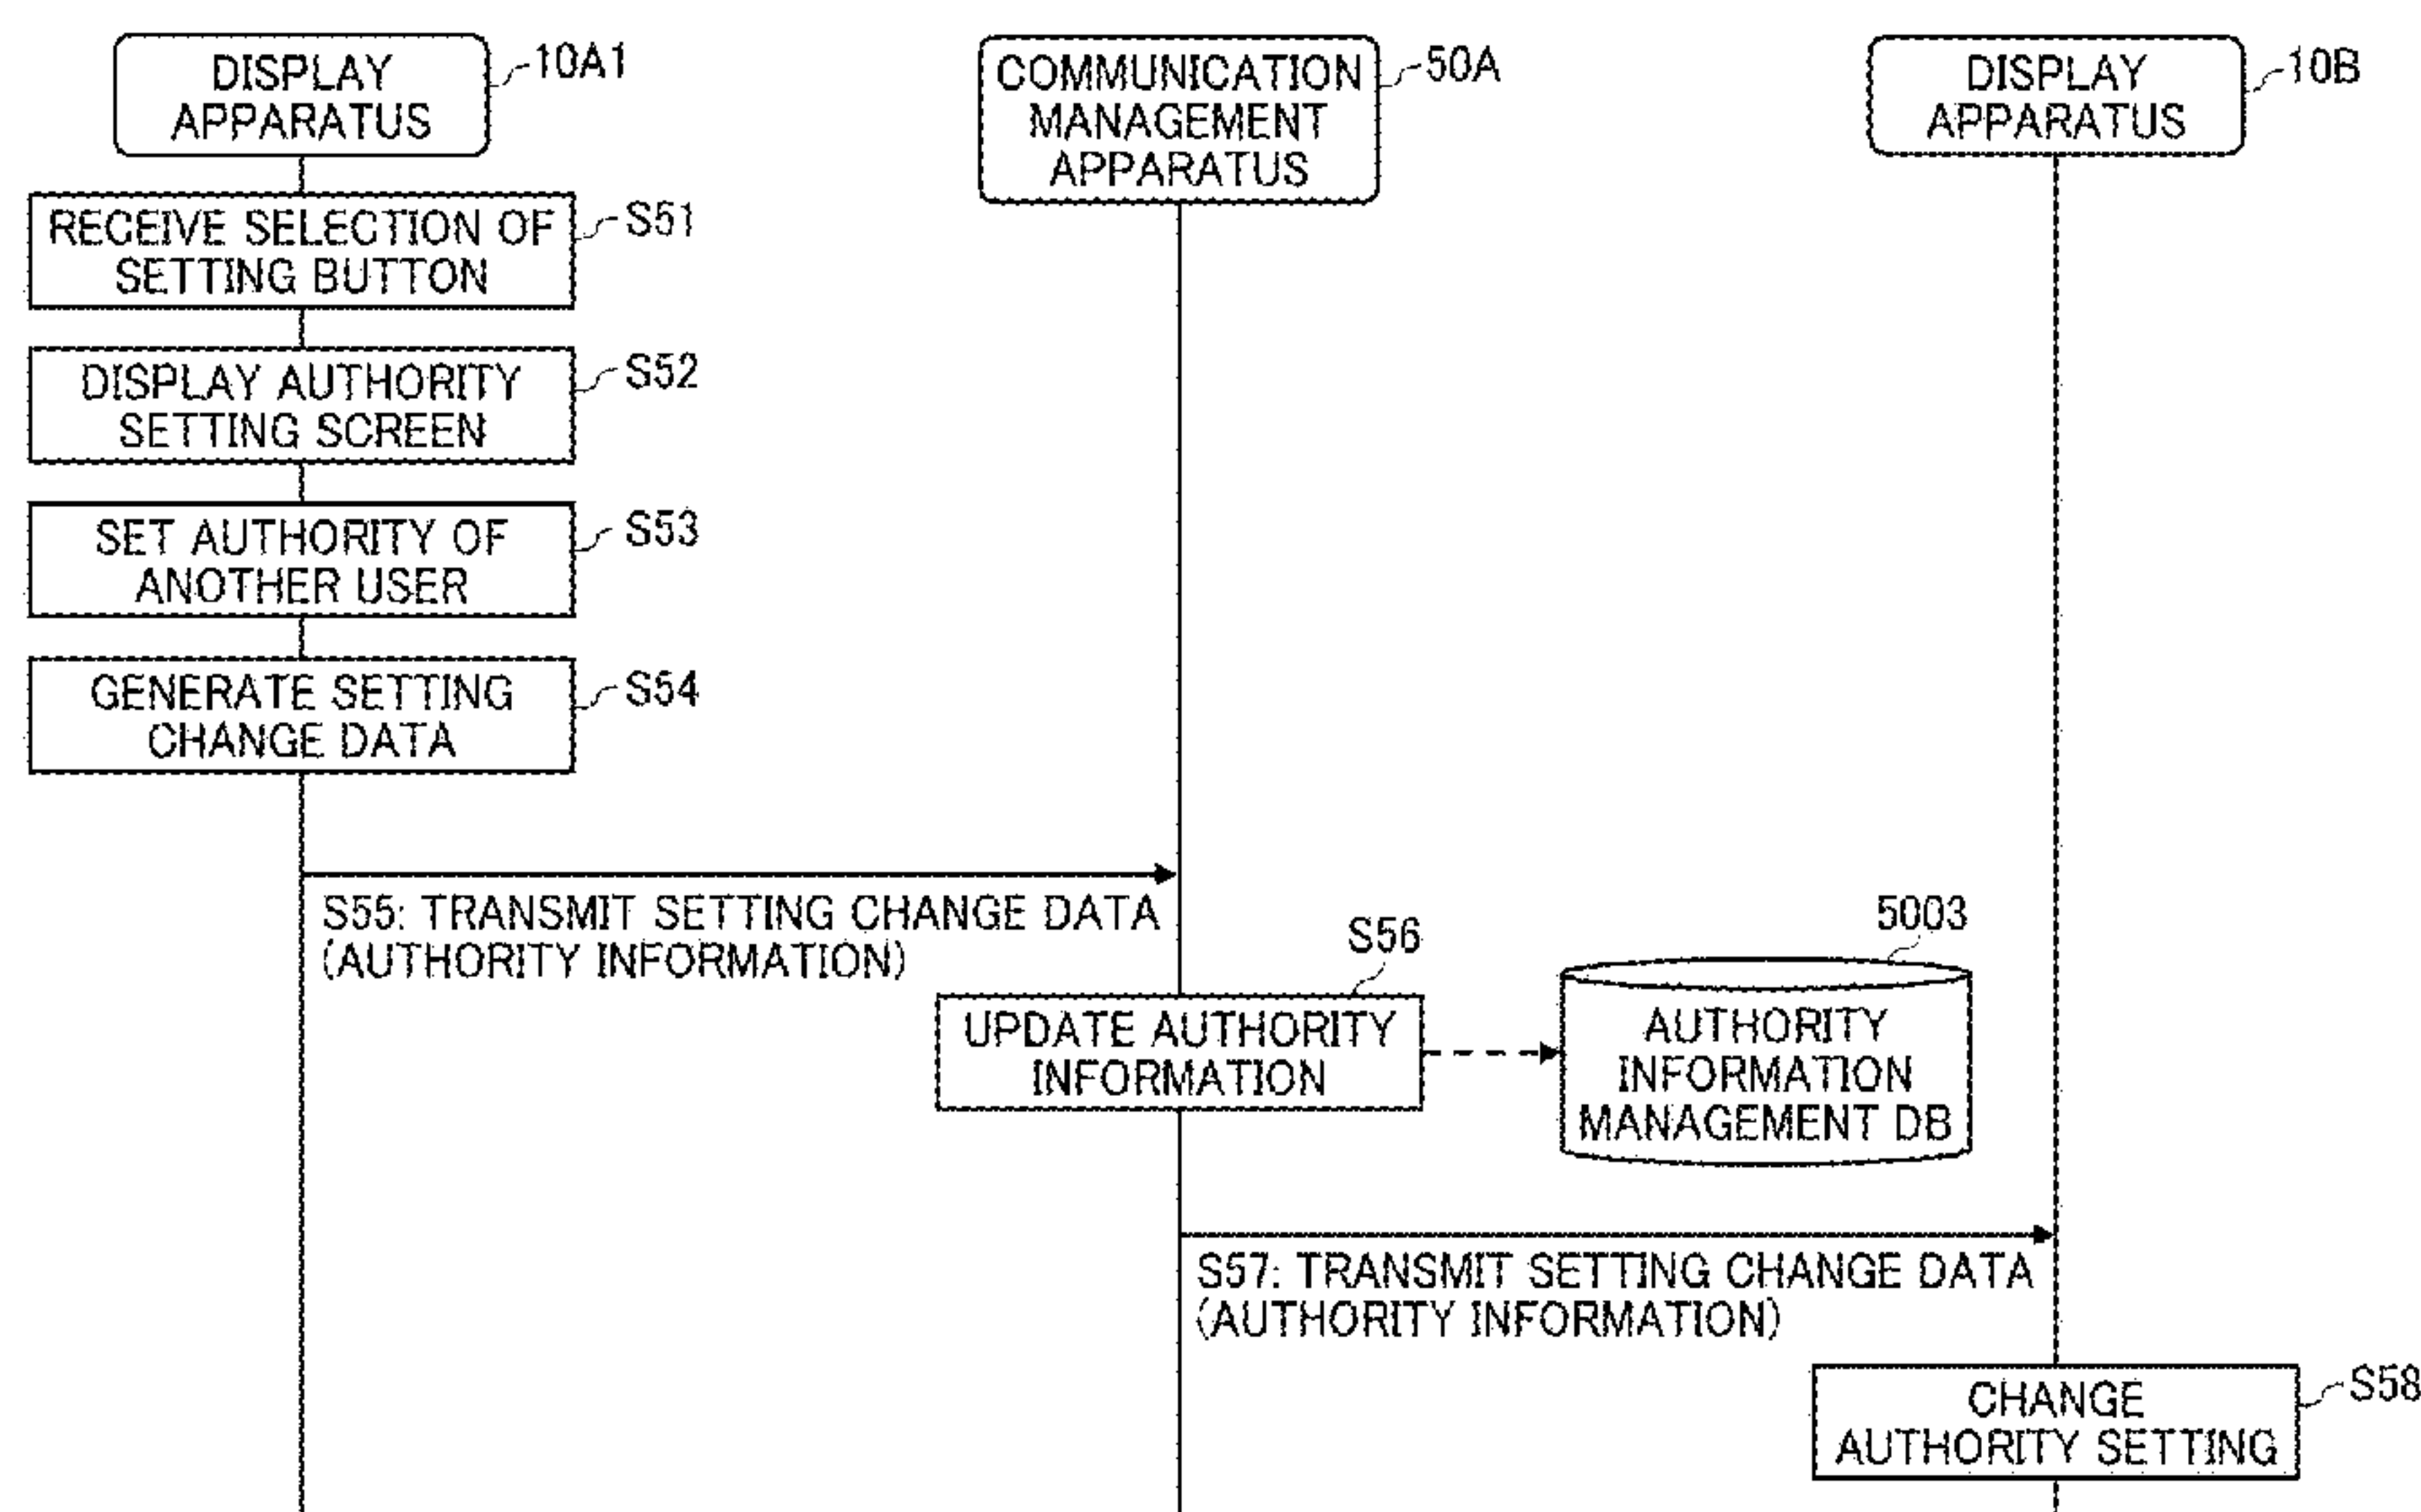 DISPLAY
APPARATUS
10A1
COMMUNICATION
MANAGEMENT
APPARATUS
50A
DISPLAY
APPARATUS
10B
RECEIVE SELECTION OF
SETTING BUTTON
S51
DISPLAY AUTHORITY
SETTING SCREEN
S52
SET AUTHORITY OF
ANOTHER USER
S53
GENERATE SETTING
CHANGE DATA
S54
S55: TRANSMIT SETTING CHANGE DATA
(AUTHORITY INFORMATION)
S56
UPDATE AUTHORITY
INFORMATION
5003
AUTHORITY
INFORMATION
MANAGEMENT DB
S57: TRANSMIT SETTING CHANGE DATA
(AUTHORITY INFORMATION)
CHANGE
AUTHORITY SETTING
S58